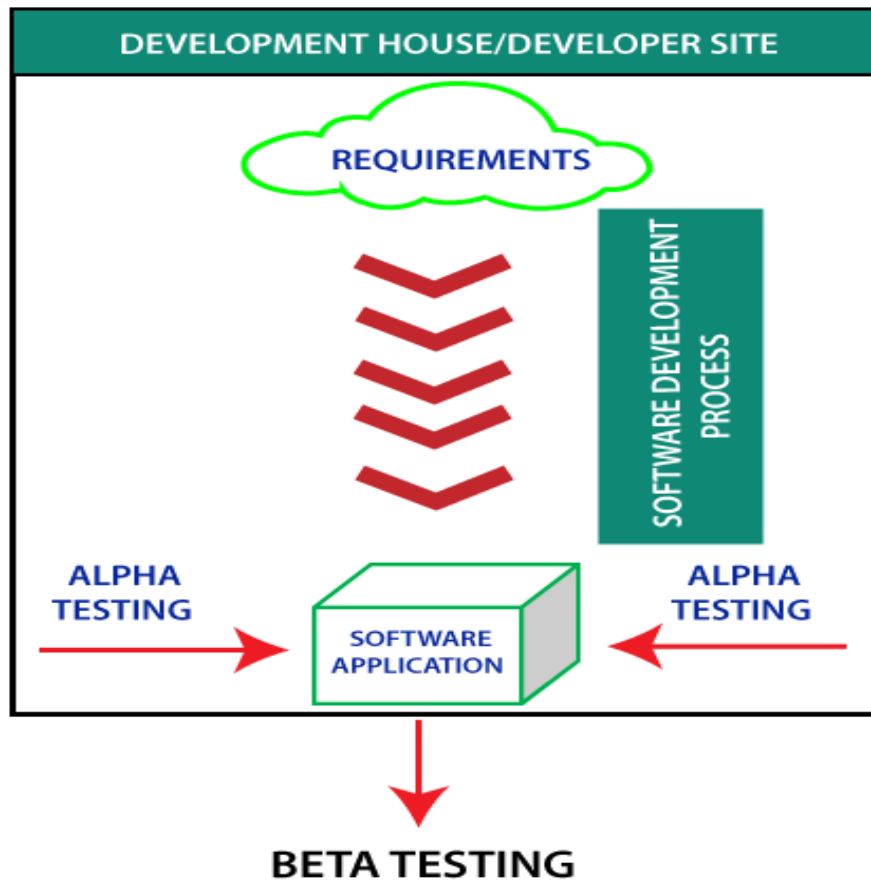 DEVELOPMENT HOUSE/DEVELOPER SITE
REQUIREMENTS
SOFTWARE DEVELOPMENT
PROCESS
ALPHA
TESTING
ALPHA
TESTING
SOFTWARE
APPLICATION
BETA TESTING